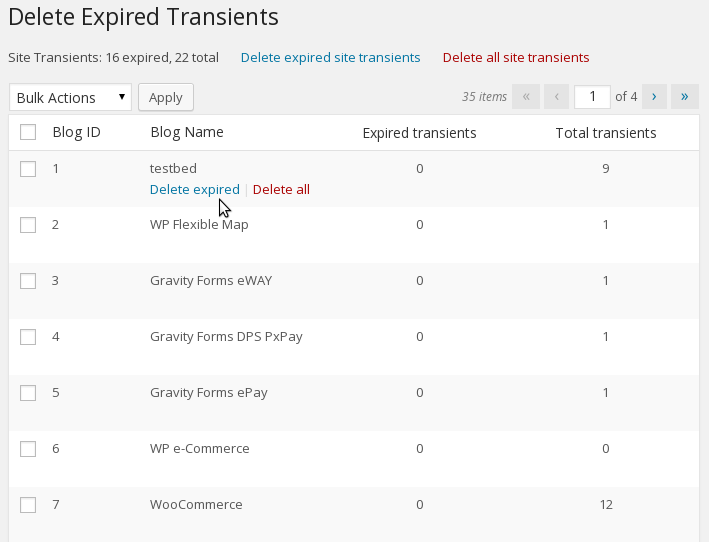 Delete Expired Transients
Site Transients: 16 expired, 22 total Delete expired site transients Delete all site transients
Bulk Actions ▾ Apply 35 items « ‹ 1 of 4 › »
Blog ID Blog Name Expired transients Total transients
1 testbed 0 9
Delete expired | Delete all
2 WP Flexible Map 0 1
3 Gravity Forms eWAY 0 1
4 Gravity Forms DPS PxPay 0 1
5 Gravity Forms ePay 0 1
6 WP e-Commerce 0 0
7 WooCommerce 0 12